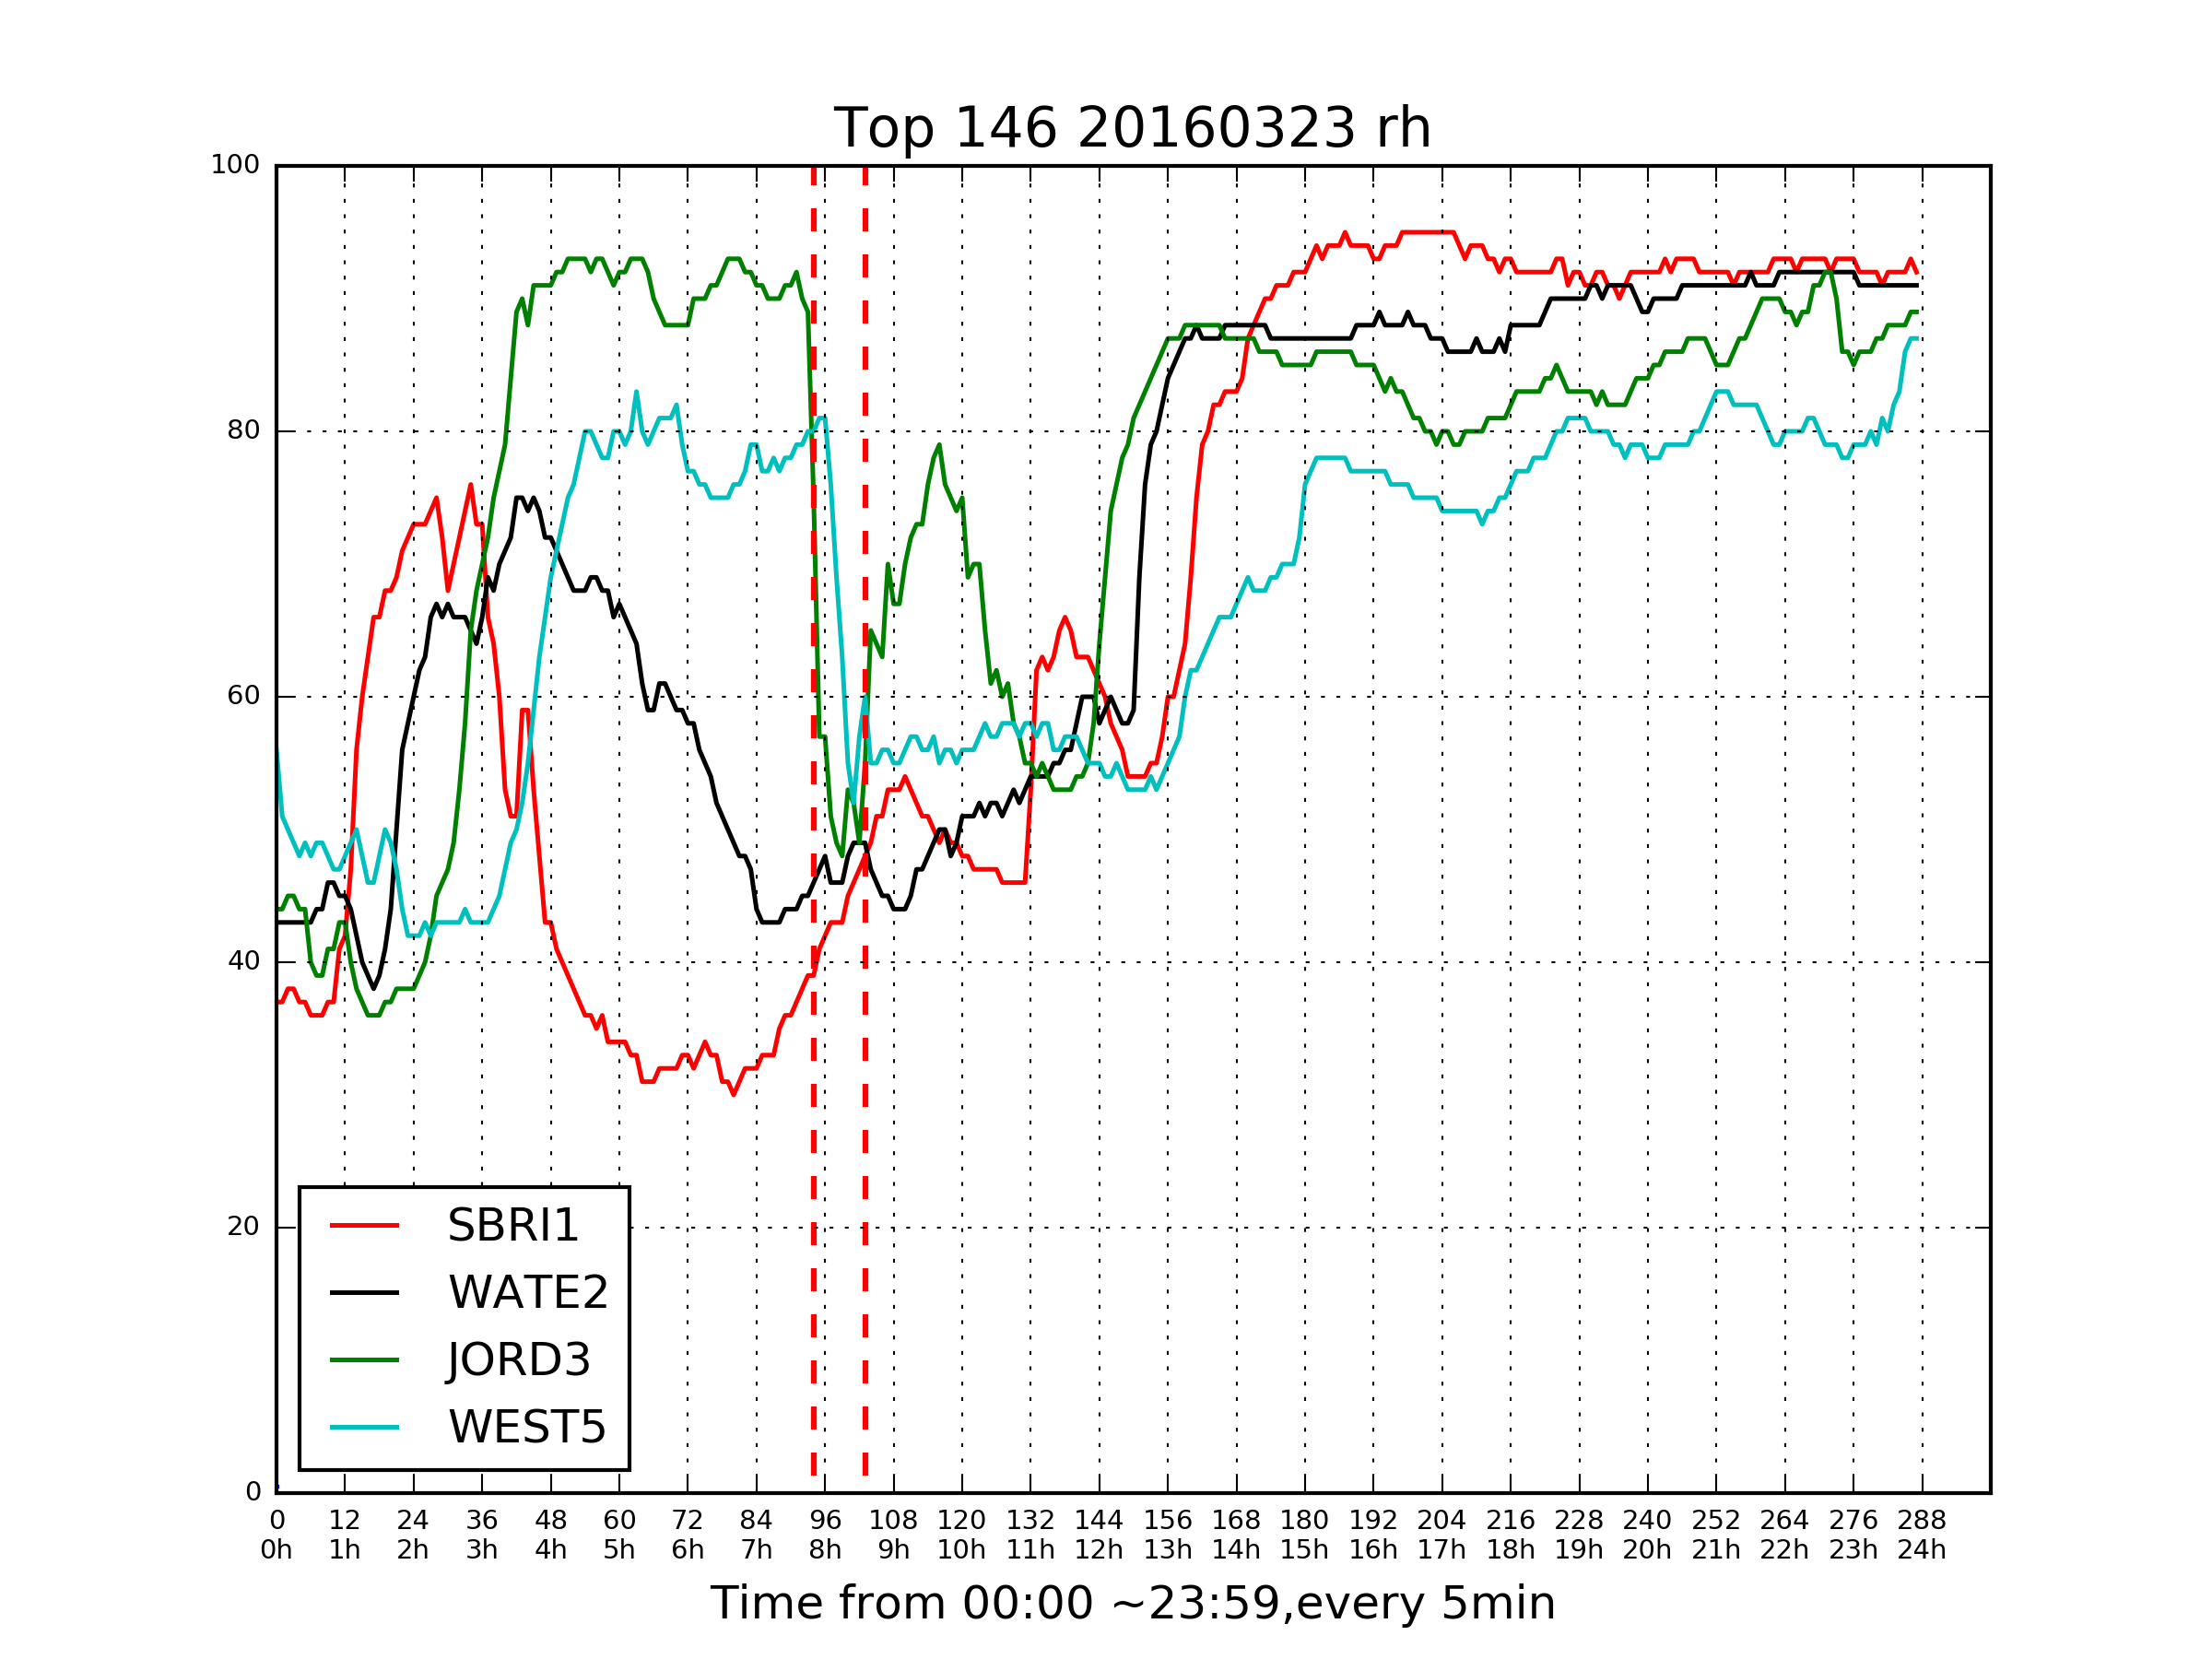 Top 146 20160323 rh
100
80
60
40
20
0
SBRI1
WATE2
JORD3
WEST5
0 12 24 36 48 60 72 84 96 108 120 132 144 156 168 180 192 204 216 228 240 252 264 276 288
0h 1h 2h 3h 4h 5h 6h 7h 8h 9h 10h 11h 12h 13h 14h 15h 16h 17h 18h 19h 20h 21h 22h 23h 24h
Time from 00:00 ~23:59,every 5min